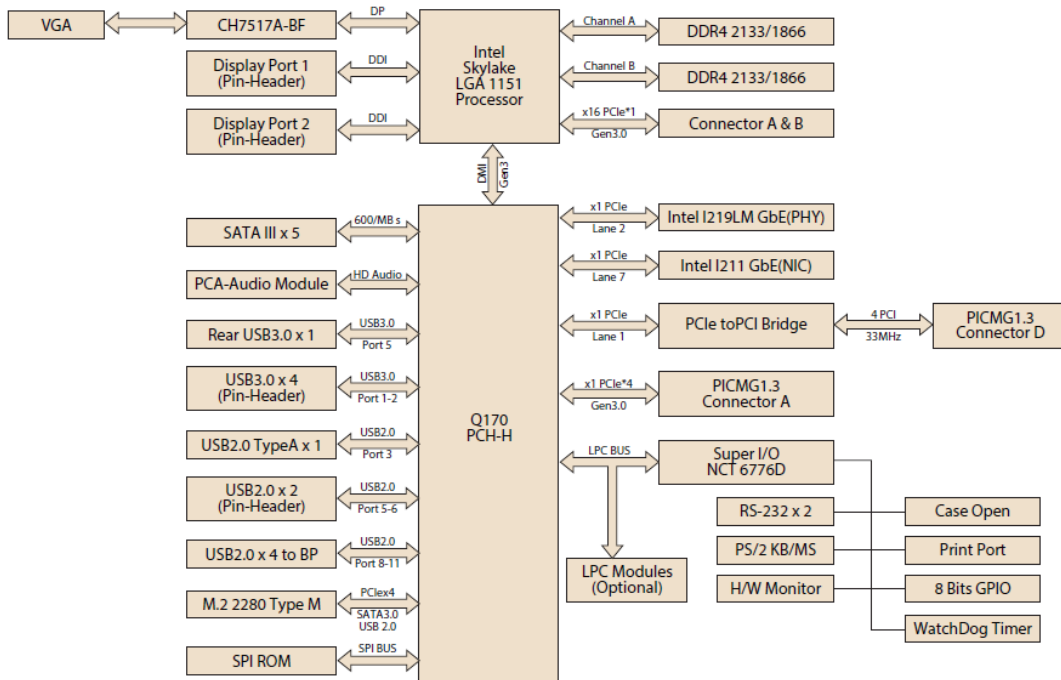 VGA
CH7517A-BF
DP
Intel
Skylake
LGA 1151
Processor
Channel A
DDR4 2133/1866
Display Port 1
(Pin-Header)
DDI
Channel B
DDR4 2133/1866
Display Port 2
(Pin-Header)
DDI
x16 PCIe*1
Gen3.0
Connector A & B
DMI
Gen3
SATA III x 5
600/MB s
Q170
PCH-H
x1 PCIe
Lane 2
Intel I219LM GbE(PHY)
PCA-Audio Module
HD Audio
x1 PCIe
Lane 7
Intel I211 GbE(NIC)
Rear USB3.0 x 1
USB3.0
Port 5
x1 PCIe
Lane 1
PCIe toPCI Bridge
4 PCI
33MHz
PICMG1.3
Connector D
USB3.0 x 4
(Pin-Header)
USB3.0
Port 1-2
x1 PCIe*4
Gen3.0
PICMG1.3
Connector A
USB2.0 TypeA x 1
USB2.0
Port 3
LPC BUS
Super I/O
NCT 6776D
USB2.0 x 2
(Pin-Header)
USB2.0
Port 5-6
RS-232 x 2
Case Open
USB2.0 x 4 to BP
USB2.0
Port 8-11
LPC Modules
(Optional)
PS/2 KB/MS
Print Port
M.2 2280 Type M
PCIex4
SATA3.0
USB 2.0
H/W Monitor
8 Bits GPIO
WatchDog Timer
SPI ROM
SPI BUS